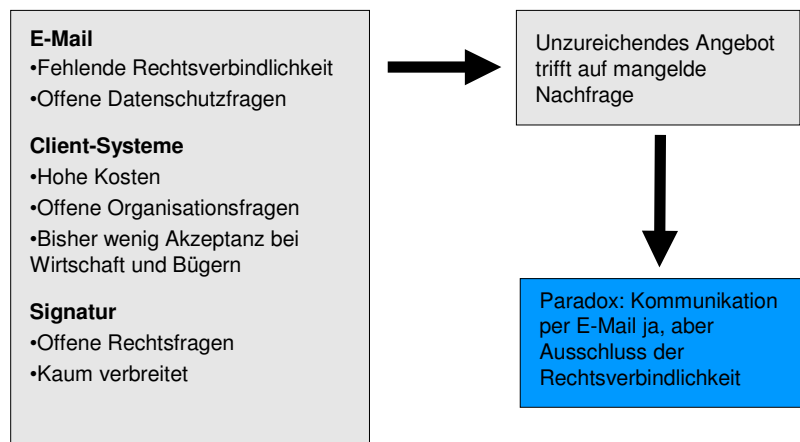 E-Mail
•Fehlende Rechtsverbindlichkeit
•Offene Datenschutzfragen
Client-Systeme
•Hohe Kosten
•Offene Organisationsfragen
•Bisher wenig Akzeptanz bei
Wirtschaft und Bügern
Signatur
•Offene Rechtsfragen
•Kaum verbreitet
Unzureichendes Angebot
trifft auf mangelde
Nachfrage
Paradox: Kommunikation
per E-Mail ja, aber
Ausschluss der
Rechtsverbindlichkeit